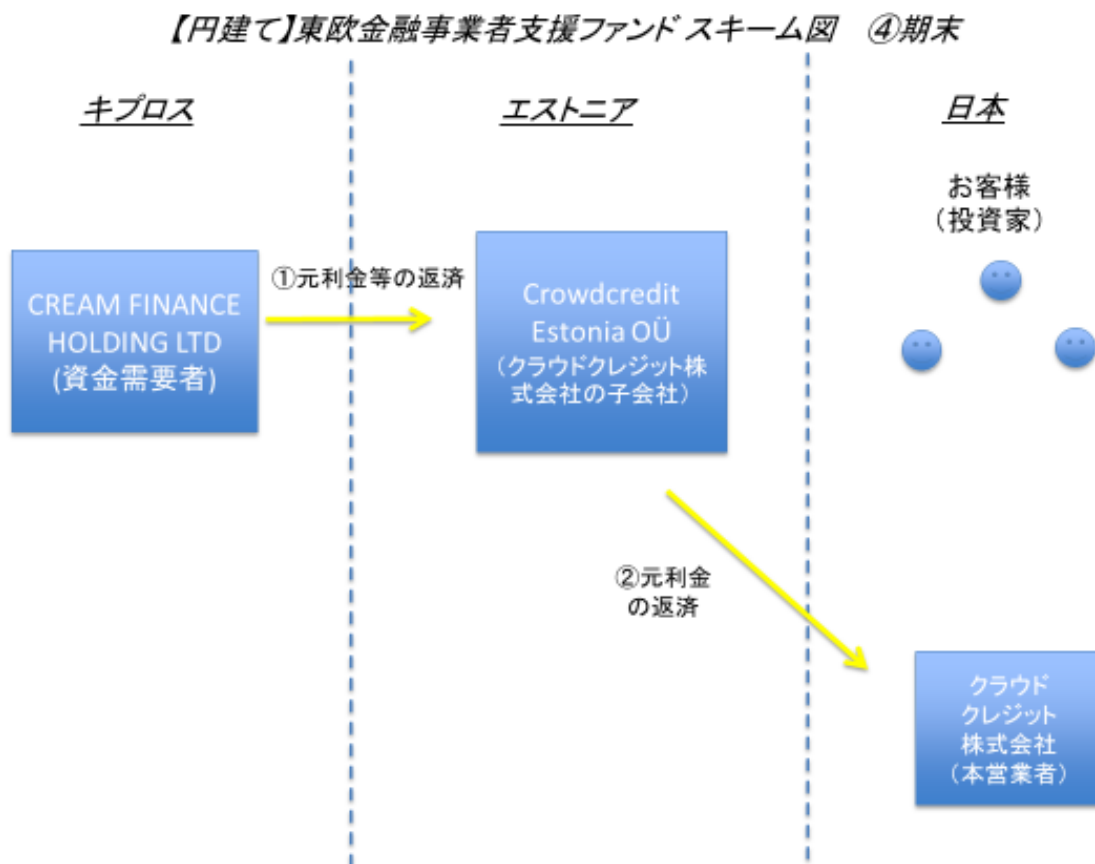 【円建て】東欧金融事業者支援ファンド スキーム図　④期末
キプロス
エストニア
日本
お客様
（投資家）
CREAM FINANCE
HOLDING LTD
(資金需要者)
①元利金等の返済
Crowdcredit
Estonia OÜ
（クラウドクレジット株
式会社の子会社）
②元利金
の返済
クラウド
クレジット
株式会社
（本営業者）